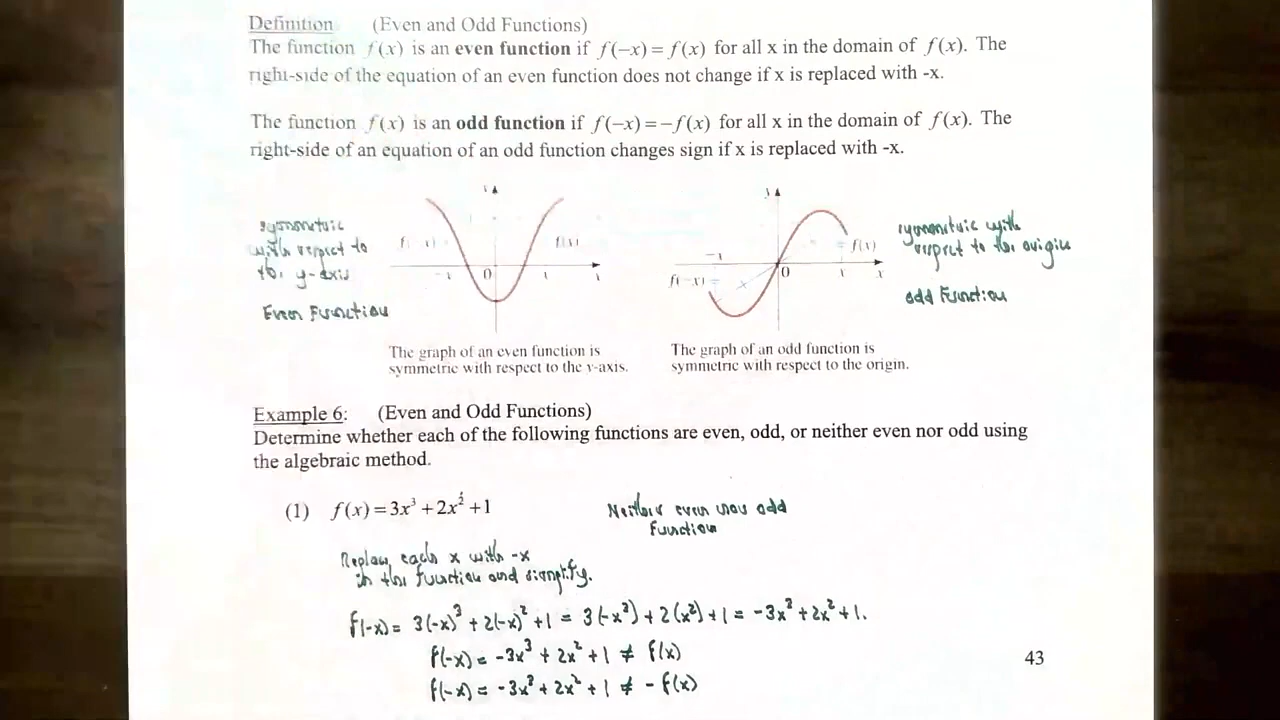 Definition (Even and Odd Functions)
The function f(x) is an even function if f(−x) = f(x) for all x in the domain of f(x). The
right-side of the equation of an even function does not change if x is replaced with -x.
The function f(x) is an odd function if f(−x) = −f(x) for all x in the domain of f(x). The
right-side of an equation of an odd function changes sign if x is replaced with -x.
symmetric
with respect to
the y-axis
Even Function
f(−x)
f(x)
−x 0 x x
y
y
−x
f(x)
f(−x)
0 x x
symmetric with
respect to the origin
odd Function
The graph of an even function is
symmetric with respect to the y-axis.
The graph of an odd function is
symmetric with respect to the origin.
Example 6: (Even and Odd Functions)
Determine whether each of the following functions are even, odd, or neither even nor odd using
the algebraic method.
(1) f(x) = 3x³ + 2x² + 1
Neither even nor odd
Function
Replace each x with -x
in the function and simplify.
f(-x) = 3(-x)³ + 2(-x)² + 1 = 3(-x³) + 2(x²) + 1 = -3x³ + 2x² + 1.
f(-x) = -3x³ + 2x² + 1 ≠ f(x)
f(-x) = -3x³ + 2x² + 1 ≠ - f(x)
43